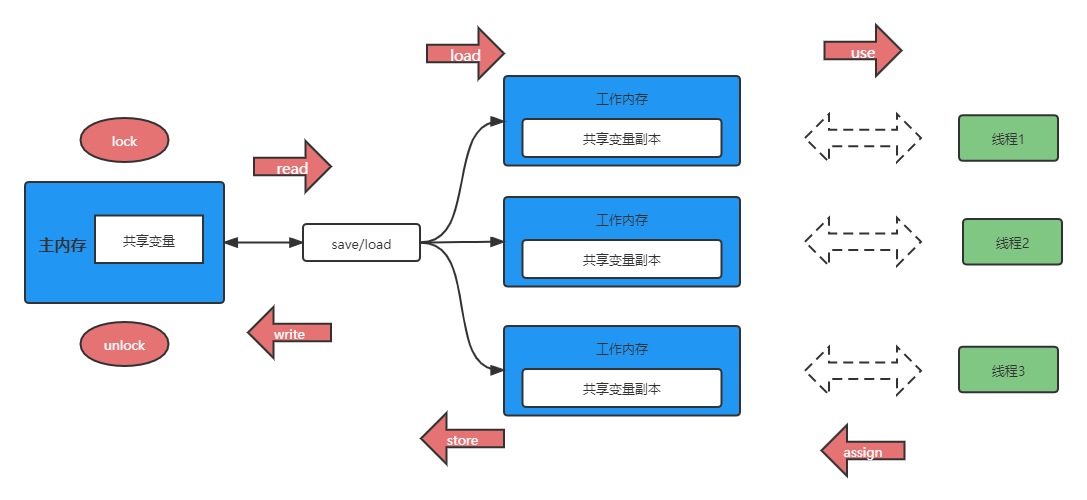 load
use
工作内存
共享变量副本
线程1
lock
read
主内存
共享变量
save/load
工作内存
共享变量副本
线程2
unlock
write
工作内存
共享变量副本
线程3
store
assign